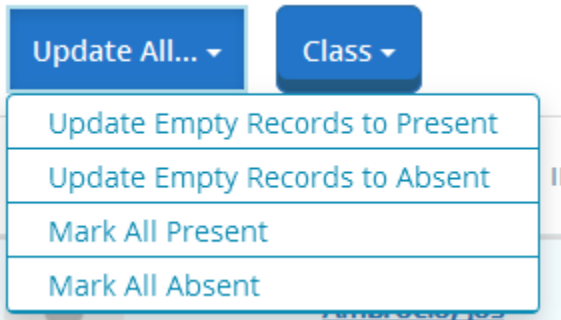 Update All...
Class
Update Empty Records to Present
Update Empty Records to Absent
Mark All Present
Mark All Absent